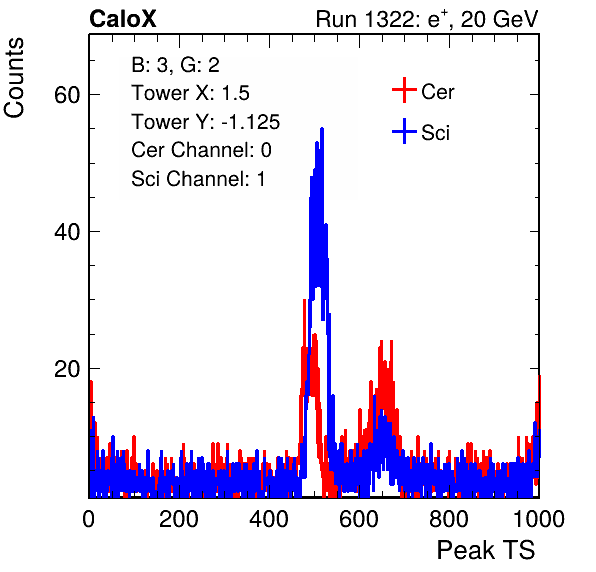 CaloX Run 1322: e⁺, 20 GeV
Counts
B: 3, G: 2
Tower X: 1.5
Tower Y: -1.125
Cer Channel: 0
Sci Channel: 1
Cer
Sci
60
40
20
0 200 400 600 800 1000
Peak TS